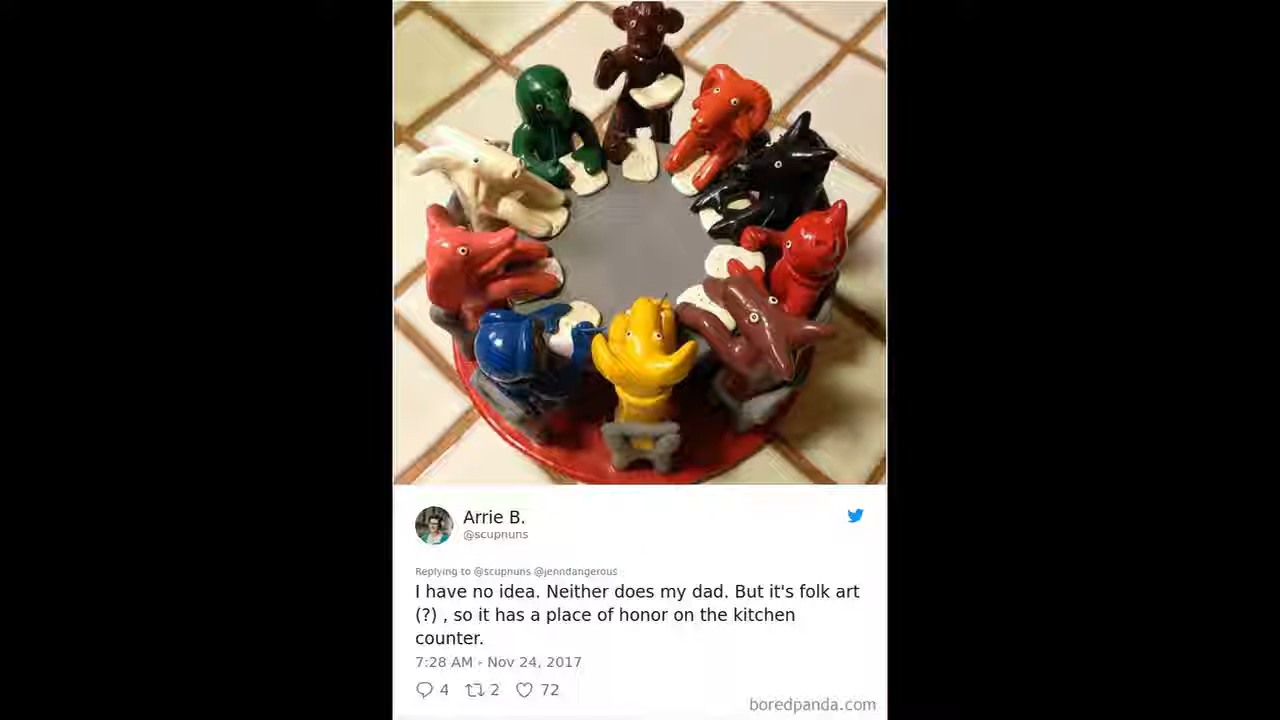 Arrie B.
@scupnuns
Replying to @scupnuns @jenndangerous
I have no idea. Neither does my dad. But it's folk art
(?) , so it has a place of honor on the kitchen
counter.
7:28 AM - Nov 24, 2017
4 2 72
boredpanda.com